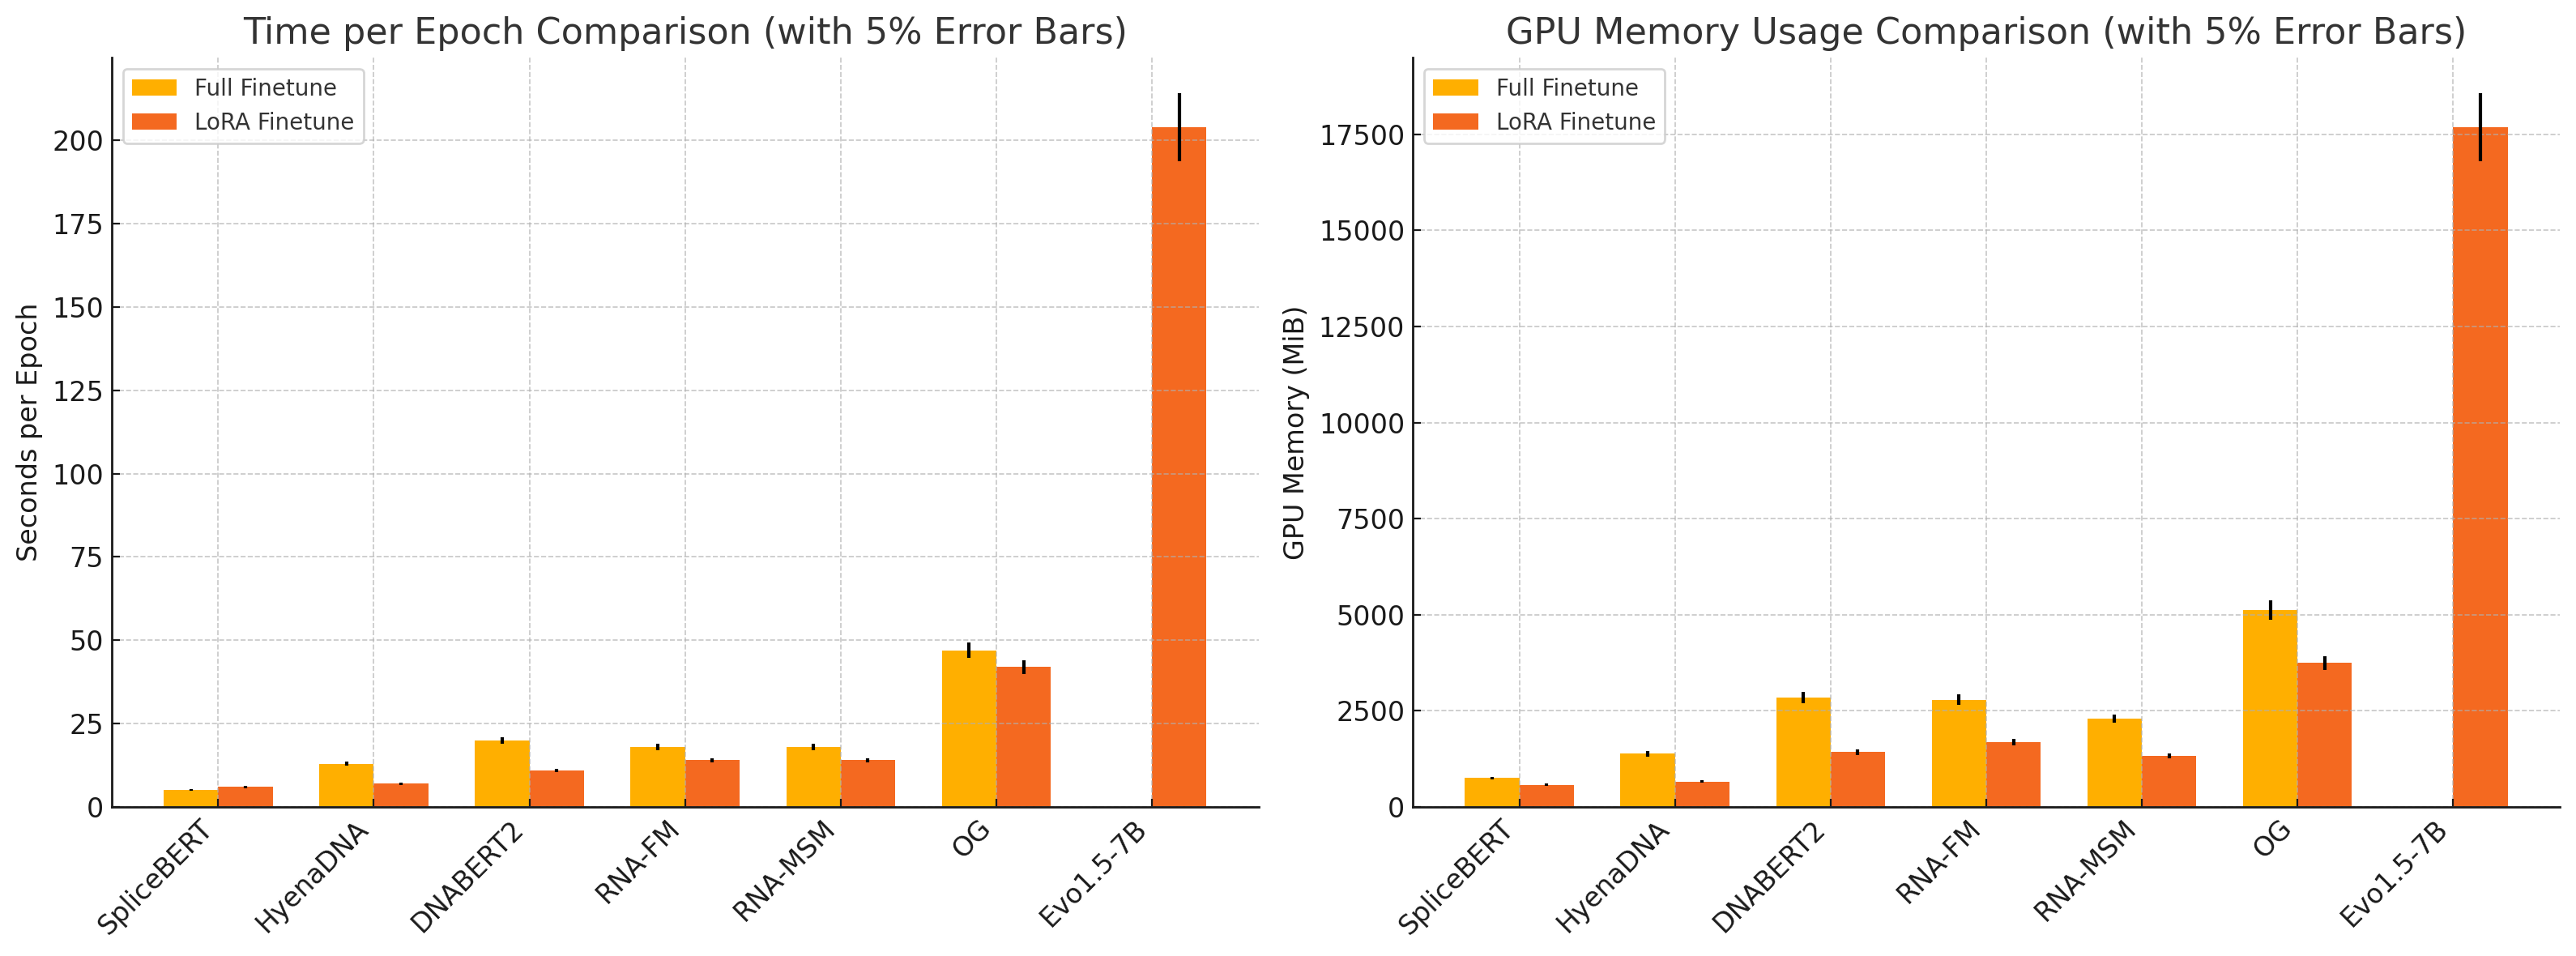 Time per Epoch Comparison (with 5% Error Bars)
Full Finetune
LoRA Finetune
Seconds per Epoch
200
175
150
125
100
75
50
25
0
SpliceBERT
HyenaDNA
DNABERT2
RNA-FM
RNA-MSM
OG
Evo1.5-7B
GPU Memory Usage Comparison (with 5% Error Bars)
Full Finetune
LoRA Finetune
GPU Memory (MiB)
17500
15000
12500
10000
7500
5000
2500
0
SpliceBERT
HyenaDNA
DNABERT2
RNA-FM
RNA-MSM
OG
Evo1.5-7B